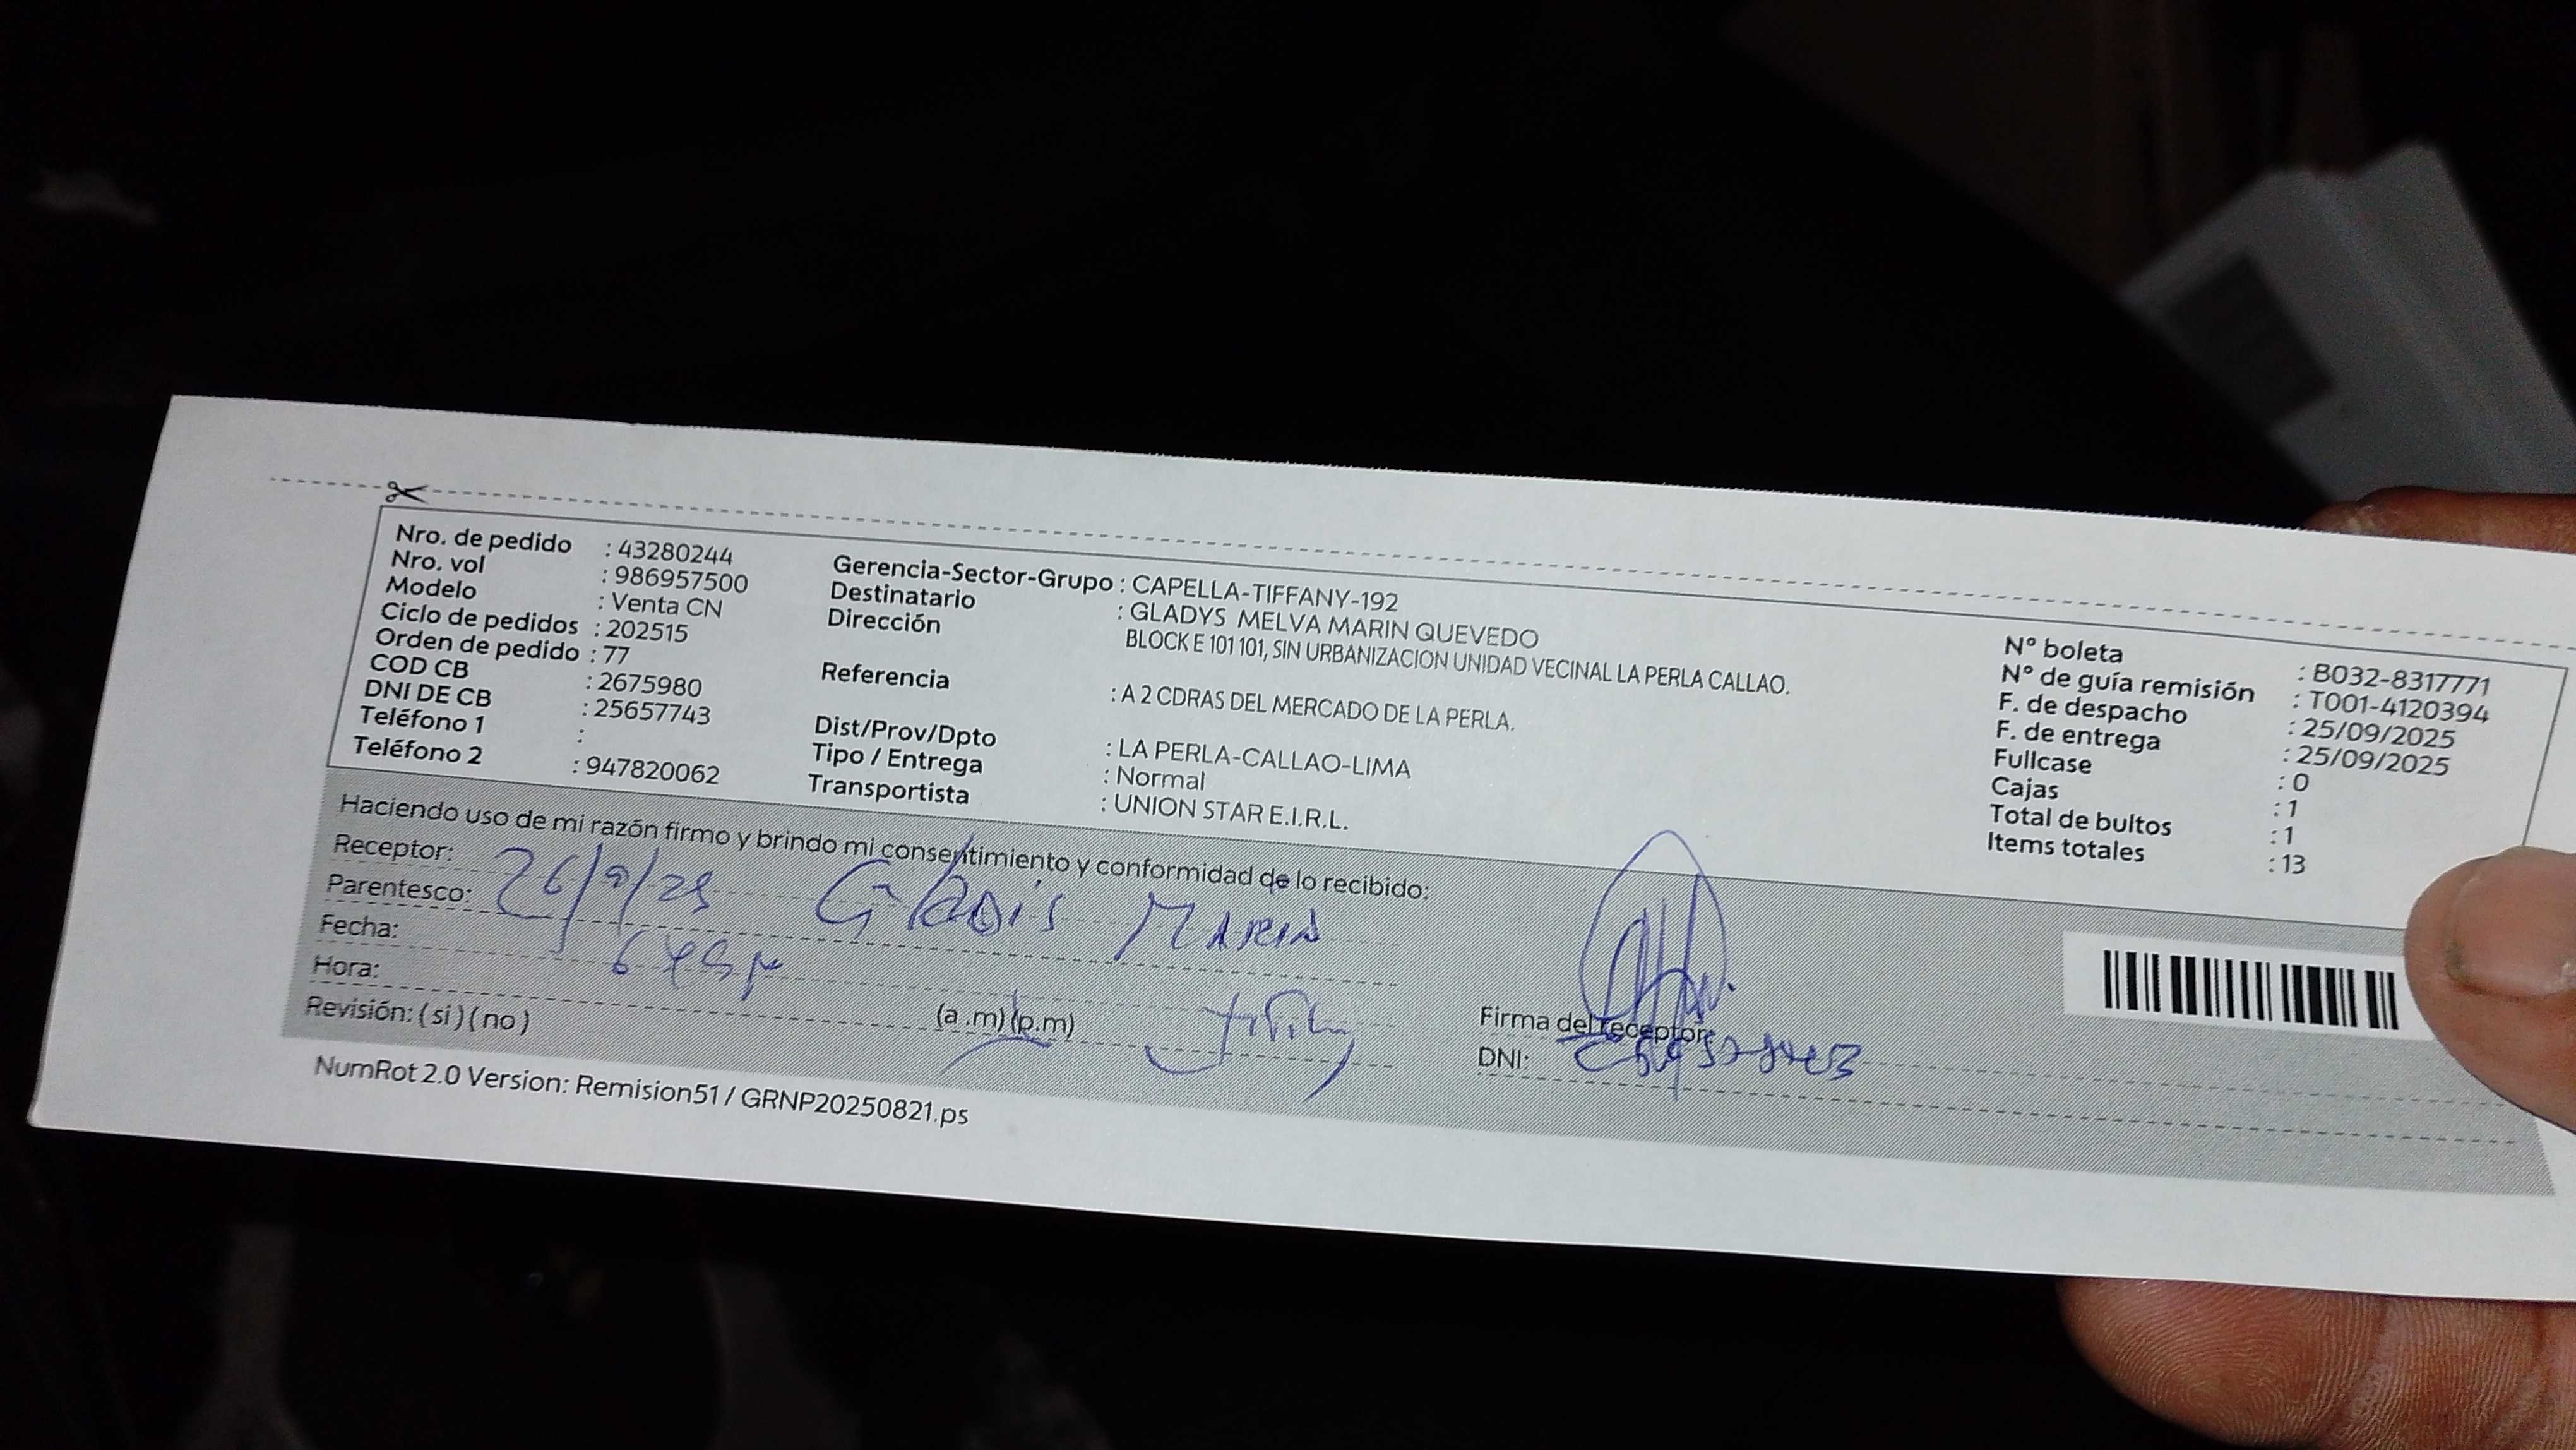 Nro. de pedido : 43280244
Nro. vol : 986957500
Modelo : Venta CN
Ciclo de pedidos : 202515
Orden de pedido : 77
COD CB : 2675980
DNI DE CB : 25657743
Teléfono 1 :
Teléfono 2 : 947820062
Gerencia-Sector-Grupo : CAPELLA-TIFFANY-192
Destinatario : GLADYS MELVA MARIN QUEVEDO
Dirección BLOCK E 101 101, SIN URBANIZACION UNIDAD VECINAL LA PERLA CALLAO.
Referencia : A 2 CDRAS DEL MERCADO DE LA PERLA.
Dist/Prov/Dpto : LA PERLA-CALLAO-LIMA
Tipo / Entrega : Normal
Transportista : UNION STAR E.I.R.L.
N° boleta : B032-8317771
N° de guía remisión : T001-4120394
F. de despacho : 25/09/2025
F. de entrega : 25/09/2025
Fullcase : 0
Cajas : 1
Total de bultos : 1
Items totales : 13
Haciendo uso de mi razón firmo y brindo mi consentimiento y conformidad de lo recibido:
Receptor:
Parentesco: 26/9/25 Gladis Marin
Fecha:
Hora:
Revisión: ( si ) ( no ) (a .m) (p.m)
Firma del receptor:
DNI:
NumRot 2.0 Version: Remision51 / GRNP20250821.ps